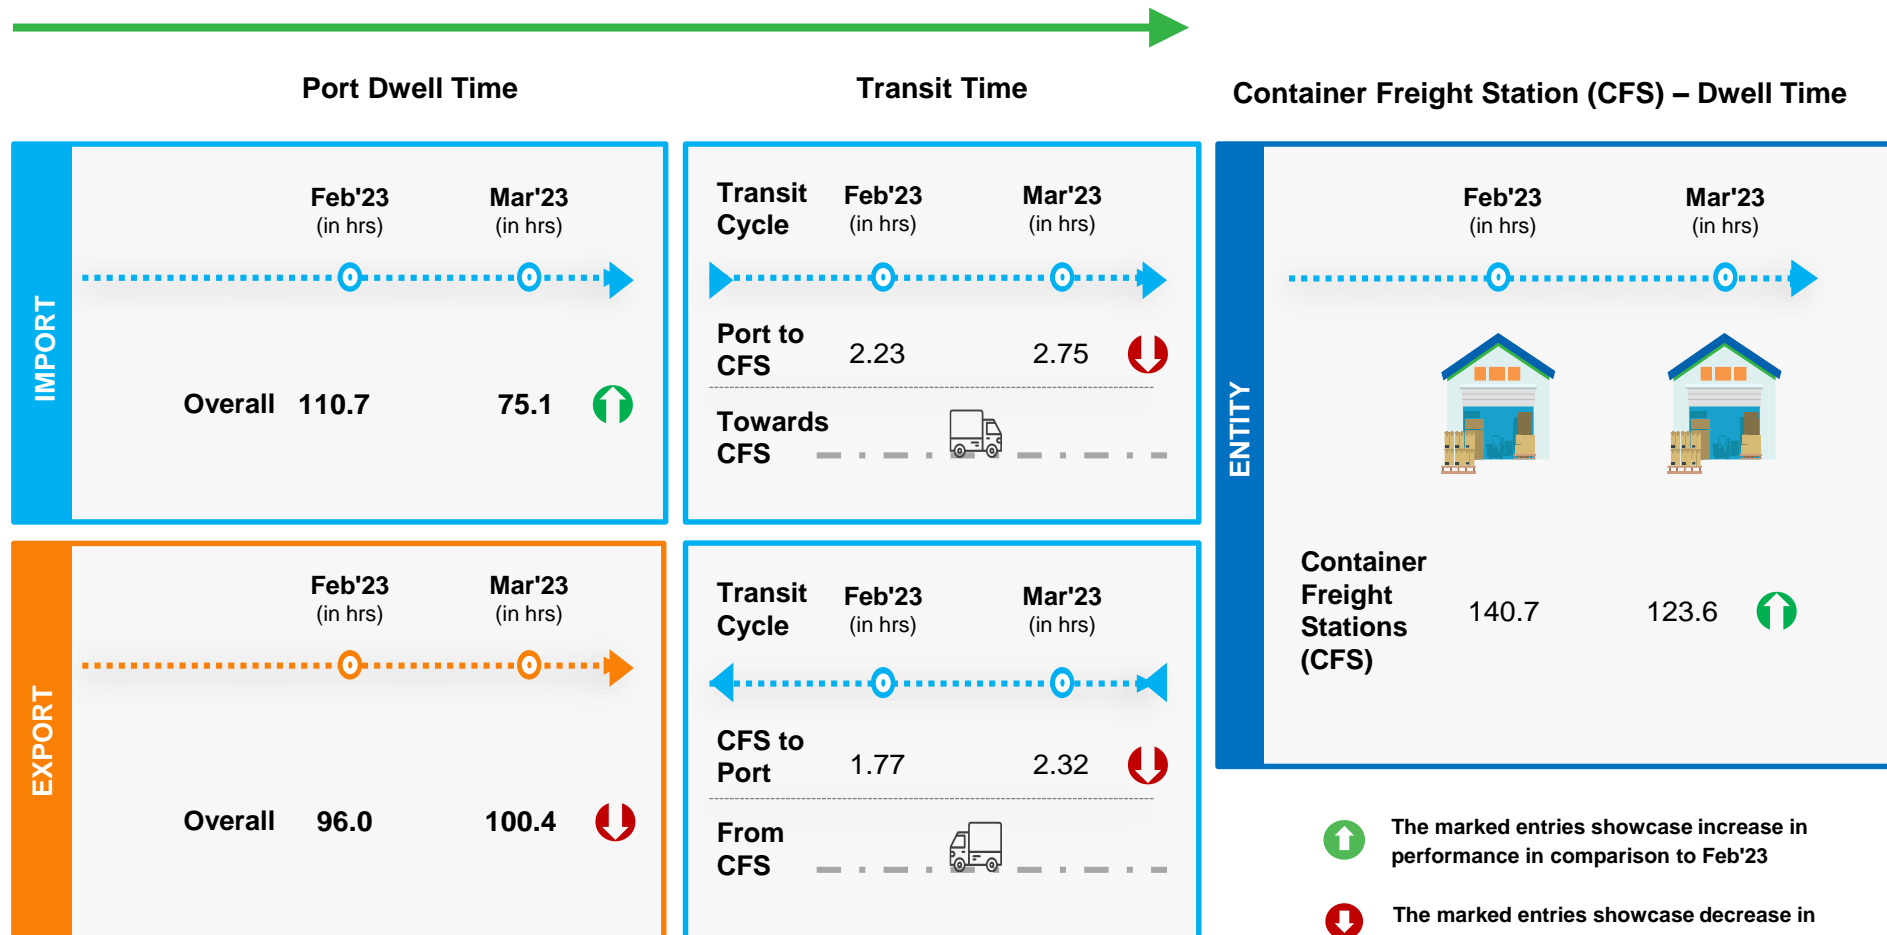 Port Dwell Time
Transit Time
Container Freight Station (CFS) – Dwell Time
IMPORT
Feb'23
(in hrs)
Mar'23
(in hrs)
Overall 110.7 75.1
Transit
Cycle
Feb'23
(in hrs)
Mar'23
(in hrs)
Port to
CFS
2.23 2.75
Towards
CFS
ENTITY
Feb'23
(in hrs)
Mar'23
(in hrs)
Container
Freight
Stations
(CFS)
140.7 123.6
EXPORT
Feb'23
(in hrs)
Mar'23
(in hrs)
Overall 96.0 100.4
Transit
Cycle
Feb'23
(in hrs)
Mar'23
(in hrs)
CFS to
Port
1.77 2.32
From
CFS
The marked entries showcase increase in
performance in comparison to Feb'23
The marked entries showcase decrease in